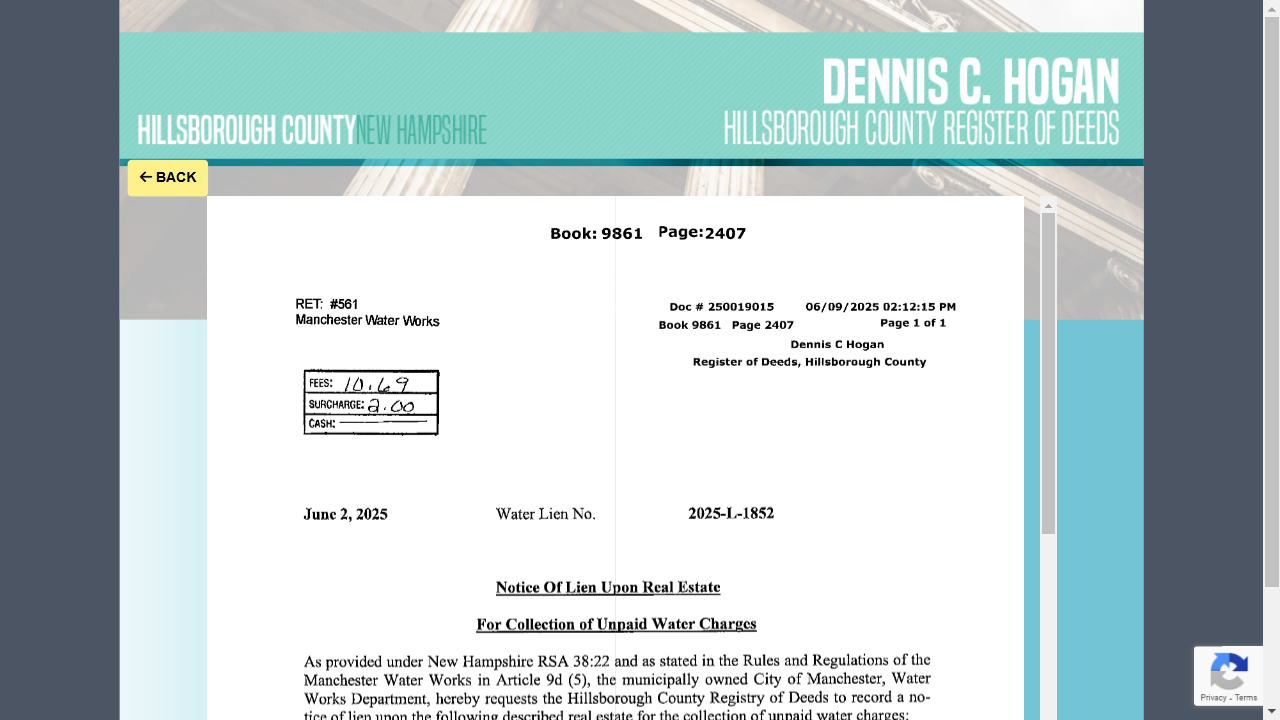 DENNIS C. HOGAN
HILLSBOROUGH COUNTY REGISTER OF DEEDS
HILLSBOROUGH COUNTY NEW HAMPSHIRE
← BACK
Book: 9861 Page:2407
RET: #561
Manchester Water Works
Doc # 250019015 06/09/2025 02:12:15 PM
Book 9861 Page 2407 Page 1 of 1
Dennis C Hogan
Register of Deeds, Hillsborough County
FEES: 10.69
SURCHARGE: 2.00
CASH:
June 2, 2025 Water Lien No. 2025-L-1852
Notice Of Lien Upon Real Estate
For Collection of Unpaid Water Charges
As provided under New Hampshire RSA 38:22 and as stated in the Rules and Regulations of the
Manchester Water Works in Article 9d (5), the municipally owned City of Manchester, Water
Works Department, hereby requests the Hillsborough County Registry of Deeds to record a no-
tice of lien upon the following described real estate for the collection of unpaid water charges:
Privacy - Terms